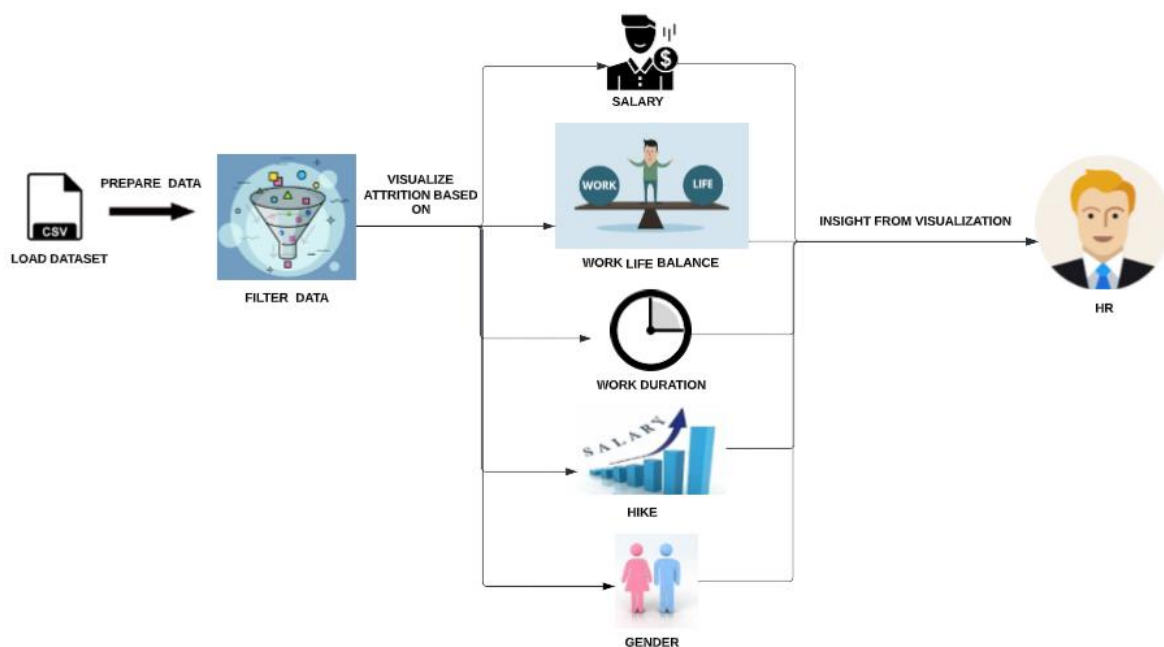 CSV
LOAD DATASET
PREPARE DATA
FILTER DATA
VISUALIZE
ATTRITION BASED
ON
$
SALARY
WORK
LIFE
WORK LIFE BALANCE
WORK DURATION
SALARY
HIKE
GENDER
INSIGHT FROM VISUALIZATION
HR